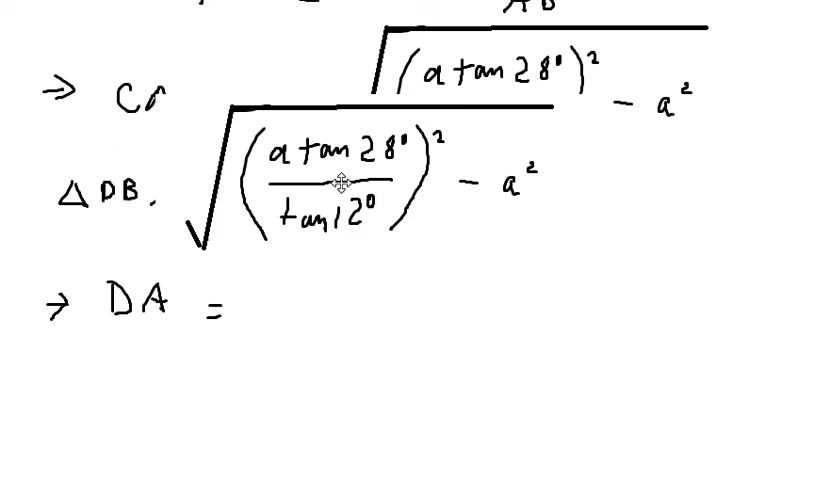 AB
⇒ C √(a tan 28°)² - a²
△ DB. √((a tan 28°)/(tan 12°))² - a²
→ DA =